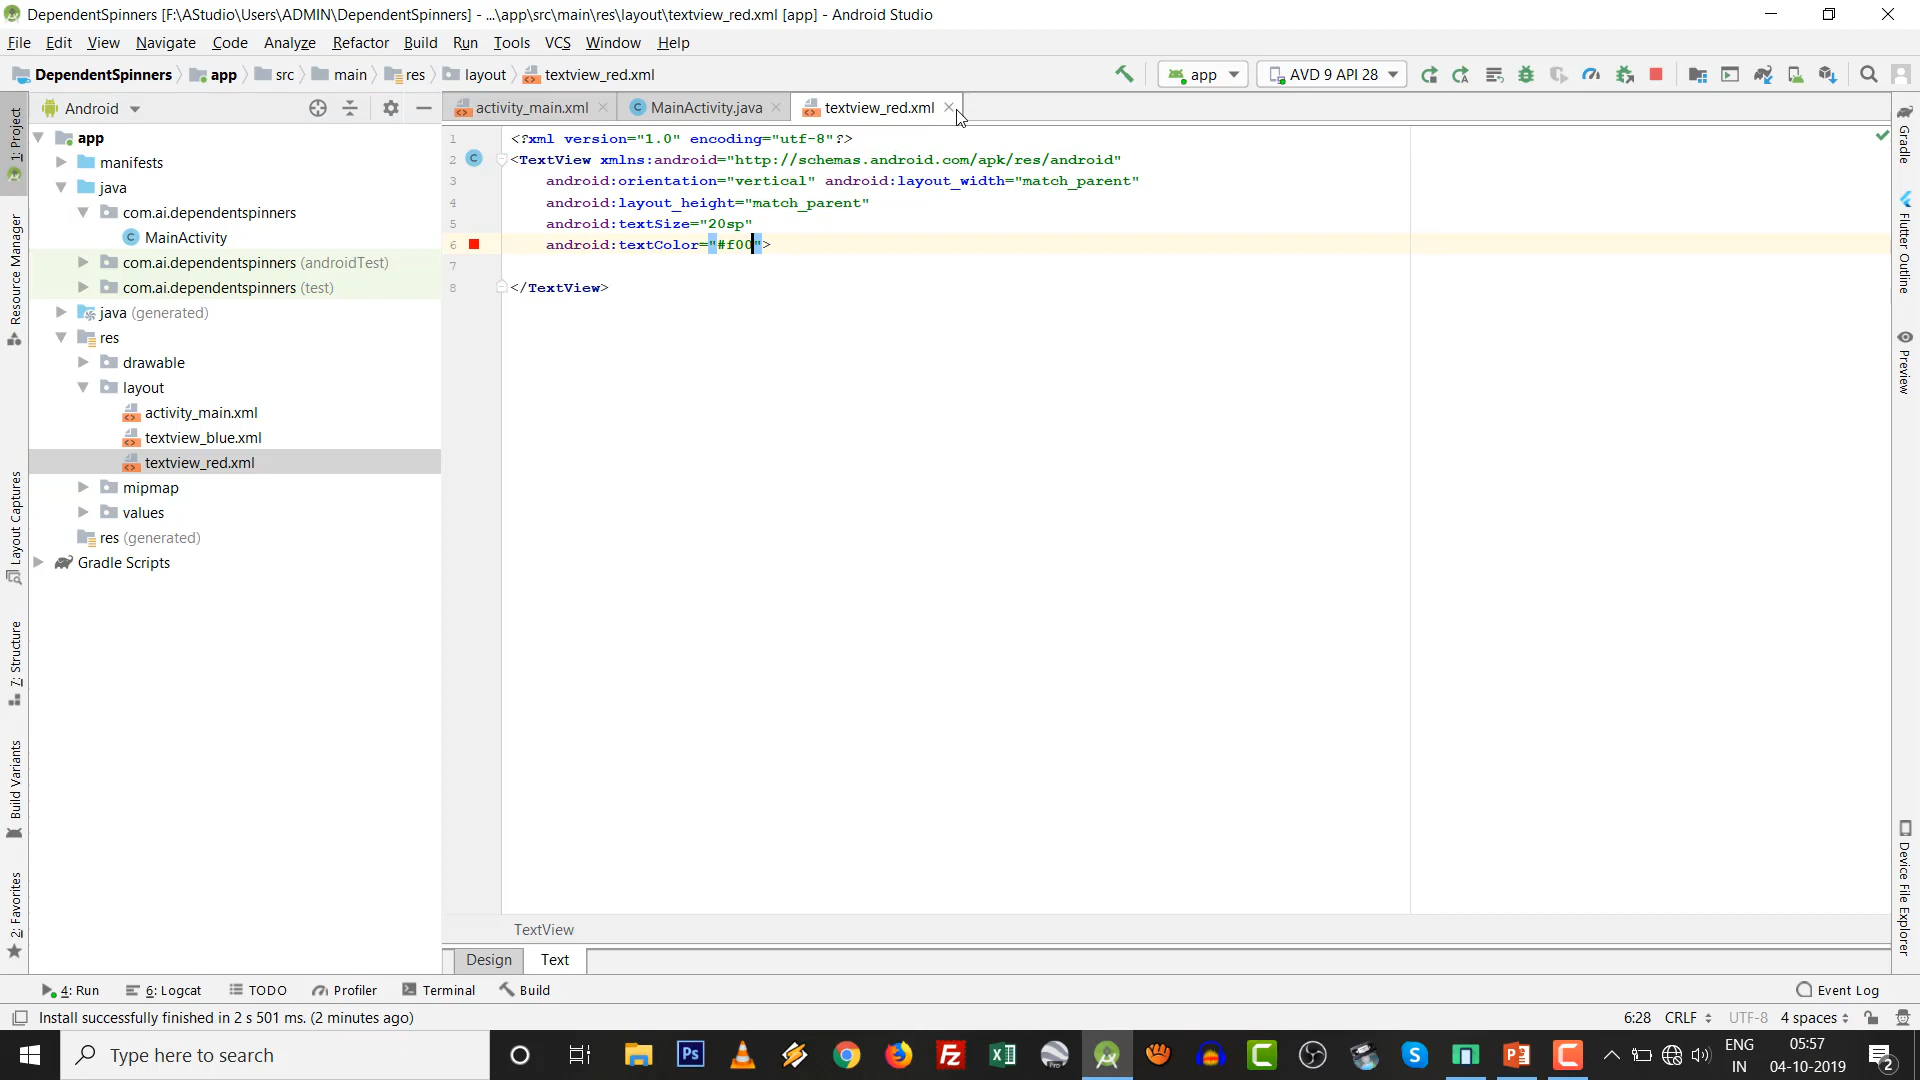 DependentSpinners [F:\AStudio\Users\ADMIN\DependentSpinners] - ...\app\src\main\res\layout\textview_red.xml [app] - Android Studio
File Edit View Navigate Code Analyze Refactor Build Run Tools VCS Window Help
DependentSpinners app src main res layout textview_red.xml
app AVD 9 API 28
Android
activity_main.xml MainActivity.java textview_red.xml
app
manifests
java
com.ai.dependentspinners
MainActivity
com.ai.dependentspinners (androidTest)
com.ai.dependentspinners (test)
java (generated)
res
drawable
layout
activity_main.xml
textview_blue.xml
textview_red.xml
mipmap
values
res (generated)
Gradle Scripts
1 <?xml version="1.0" encoding="utf-8"?>
2 <TextView xmlns:android="http://schemas.android.com/apk/res/android"
3 android:orientation="vertical" android:layout_width="match_parent"
4 android:layout_height="match_parent"
5 android:textSize="20sp"
6 android:textColor="#f00">
7
8 </TextView>
TextView
Design Text
1: Project
Resource Manager
Layout Captures
7: Structure
Build Variants
2: Favorites
Gradle
Flutter Outline
Preview
Device File Explorer
4: Run 6: Logcat TODO Profiler Terminal Build Event Log
Install successfully finished in 2 s 501 ms. (2 minutes ago)
6:28 CRLF UTF-8 4 spaces
Type here to search
Ps
Fz
Pro
ENG
IN
05:57
04-10-2019
2